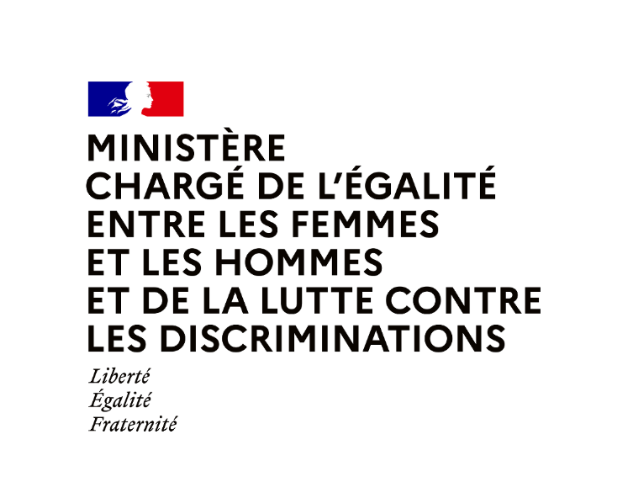 MINISTÈRE
CHARGÉ DE L'ÉGALITÉ
ENTRE LES FEMMES
ET LES HOMMES
ET DE LA LUTTE CONTRE
LES DISCRIMINATIONS
Liberté
Égalité
Fraternité